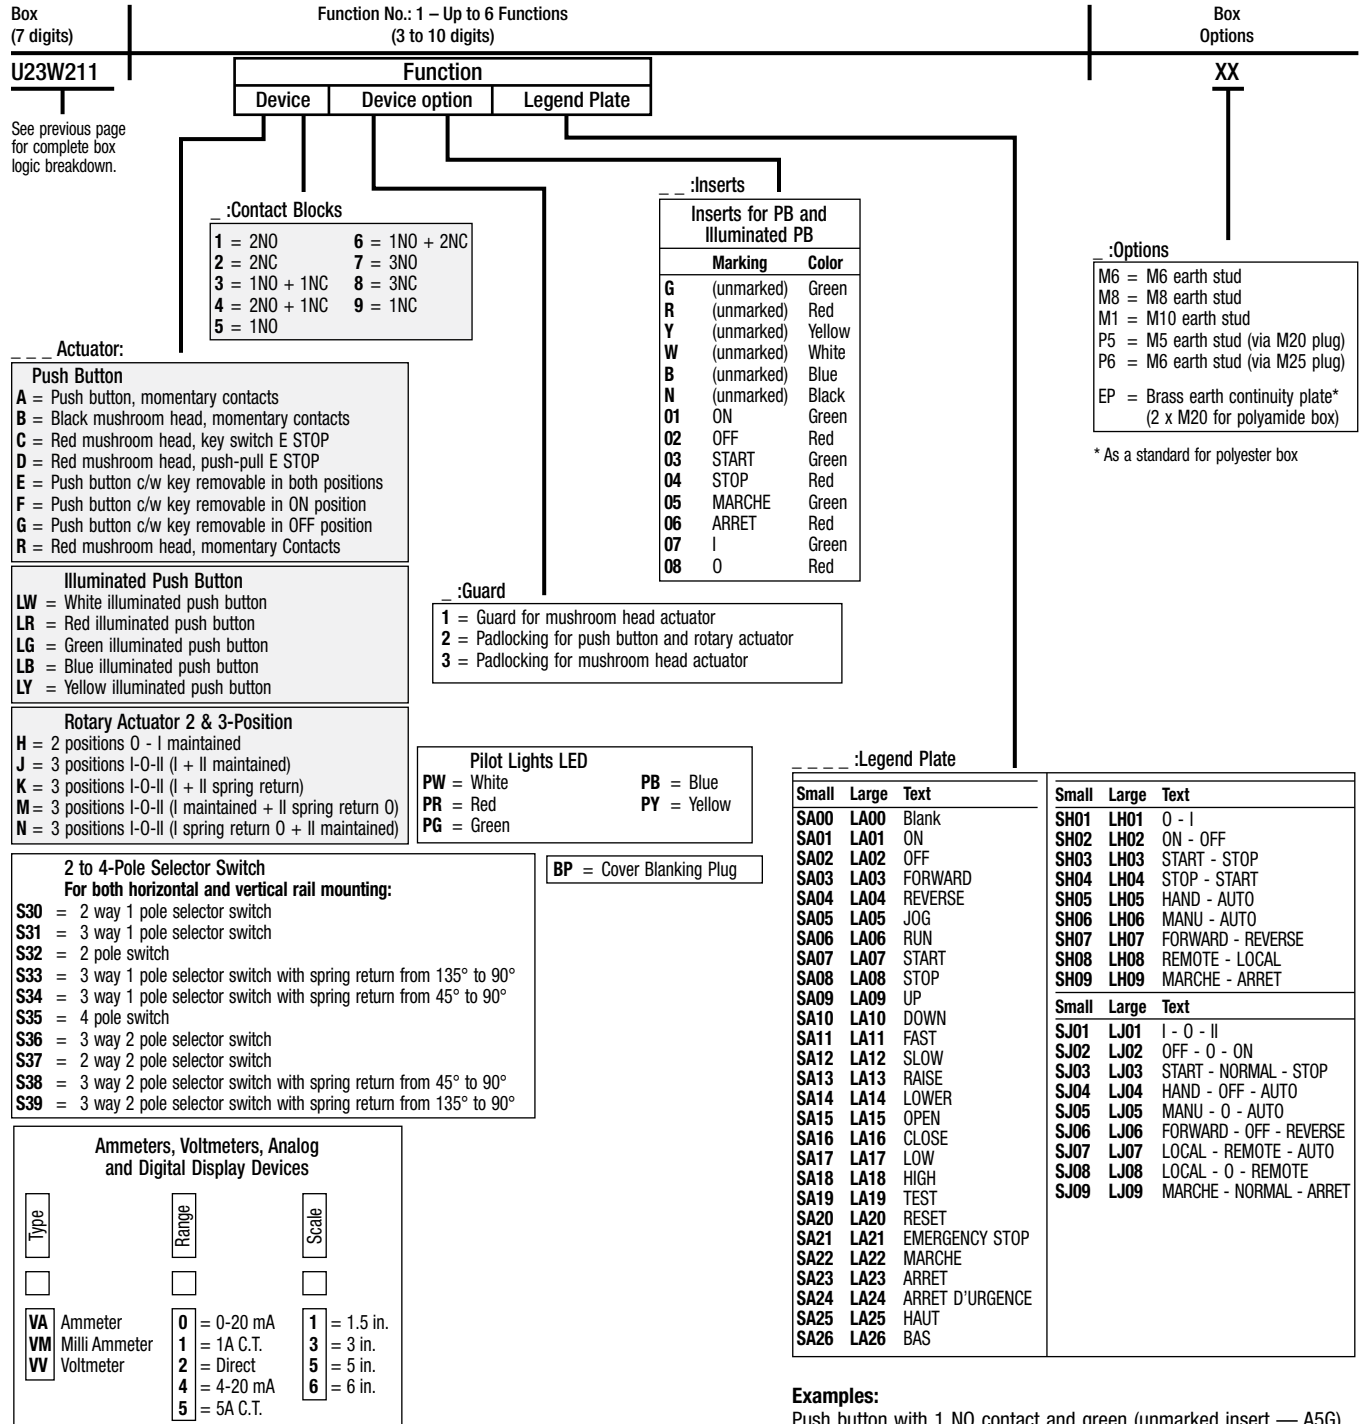 Box
(7 digits)
Function No.: 1 – Up to 6 Functions
(3 to 10 digits)
Box
Options
U23W211
Function
Device
Device option
Legend Plate
XX
See previous page
for complete box
logic breakdown.
_ :Contact Blocks
1 = 2NO 6 = 1NO + 2NC
2 = 2NC 7 = 3NO
3 = 1NO + 1NC 8 = 3NC
4 = 2NO + 1NC 9 = 1NC
5 = 1NO
_ _ :Inserts
Inserts for PB and
Illuminated PB
Marking Color
G (unmarked) Green
R (unmarked) Red
Y (unmarked) Yellow
W (unmarked) White
B (unmarked) Blue
N (unmarked) Black
01 ON Green
02 OFF Red
03 START Green
04 STOP Red
05 MARCHE Green
06 ARRET Red
07 I Green
08 O Red
_ :Options
M6 = M6 earth stud
M8 = M8 earth stud
M1 = M10 earth stud
P5 = M5 earth stud (via M20 plug)
P6 = M6 earth stud (via M25 plug)
EP = Brass earth continuity plate*
(2 x M20 for polyamide box)
* As a standard for polyester box
_ _ _ Actuator:
Push Button
A = Push button, momentary contacts
B = Black mushroom head, momentary contacts
C = Red mushroom head, key switch E STOP
D = Red mushroom head, push-pull E STOP
E = Push button c/w key removable in both positions
F = Push button c/w key removable in ON position
G = Push button c/w key removable in OFF position
R = Red mushroom head, momentary Contacts
Illuminated Push Button
LW = White illuminated push button
LR = Red illuminated push button
LG = Green illuminated push button
LB = Blue illuminated push button
LY = Yellow illuminated push button
_ :Guard
1 = Guard for mushroom head actuator
2 = Padlocking for push button and rotary actuator
3 = Padlocking for mushroom head actuator
Rotary Actuator 2 & 3-Position
H = 2 positions O - I maintained
J = 3 positions I-O-II (I + II maintained)
K = 3 positions I-O-II (I + II spring return)
M = 3 positions I-O-II (I maintained + II spring return O)
N = 3 positions I-O-II (I spring return O + II maintained)
Pilot Lights LED
PW = White PB = Blue
PR = Red PY = Yellow
PG = Green
BP = Cover Blanking Plug
2 to 4-Pole Selector Switch
For both horizontal and vertical rail mounting:
S30 = 2 way 1 pole selector switch
S31 = 3 way 1 pole selector switch
S32 = 2 pole switch
S33 = 3 way 1 pole selector switch with spring return from 135° to 90°
S34 = 3 way 1 pole selector switch with spring return from 45° to 90°
S35 = 4 pole switch
S36 = 3 way 2 pole selector switch
S37 = 2 way 2 pole selector switch
S38 = 3 way 2 pole selector switch with spring return from 45° to 90°
S39 = 3 way 2 pole selector switch with spring return from 135° to 90°
Ammeters, Voltmeters, Analog
and Digital Display Devices
Type
Range
Scale
VA Ammeter 0 = 0-20 mA 1 = 1.5 in.
VM Milli Ammeter 1 = 1A C.T. 3 = 3 in.
VV Voltmeter 2 = Direct 5 = 5 in.
4 = 4-20 mA 6 = 6 in.
5 = 5A C.T.
_ _ _ _ :Legend Plate
Small Large Text
SA00 LA00 Blank
SA01 LA01 ON
SA02 LA02 OFF
SA03 LA03 FORWARD
SA04 LA04 REVERSE
SA05 LA05 JOG
SA06 LA06 RUN
SA07 LA07 START
SA08 LA08 STOP
SA09 LA09 UP
SA10 LA10 DOWN
SA11 LA11 FAST
SA12 LA12 SLOW
SA13 LA13 RAISE
SA14 LA14 LOWER
SA15 LA15 OPEN
SA16 LA16 CLOSE
SA17 LA17 LOW
SA18 LA18 HIGH
SA19 LA19 TEST
SA20 LA20 RESET
SA21 LA21 EMERGENCY STOP
SA22 LA22 MARCHE
SA23 LA23 ARRET
SA24 LA24 ARRET D'URGENCE
SA25 LA25 HAUT
SA26 LA26 BAS
Small Large Text
SH01 LH01 O - I
SH02 LH02 ON - OFF
SH03 LH03 START - STOP
SH04 LH04 STOP - START
SH05 LH05 HAND - AUTO
SH06 LH06 MANU - AUTO
SH07 LH07 FORWARD - REVERSE
SH08 LH08 REMOTE - LOCAL
SH09 LH09 MARCHE - ARRET
Small Large Text
SJ01 LJ01 I - O - II
SJ02 LJ02 OFF - O - ON
SJ03 LJ03 START - NORMAL - STOP
SJ04 LJ04 HAND - OFF - AUTO
SJ05 LJ05 MANU - O - AUTO
SJ06 LJ06 FORWARD - OFF - REVERSE
SJ07 LJ07 LOCAL - REMOTE - AUTO
SJ08 LJ08 LOCAL - O - REMOTE
SJ09 LJ09 MARCHE - NORMAL - ARRET
Examples:
Push button with 1 NO contact and green (unmarked insert — A5G)